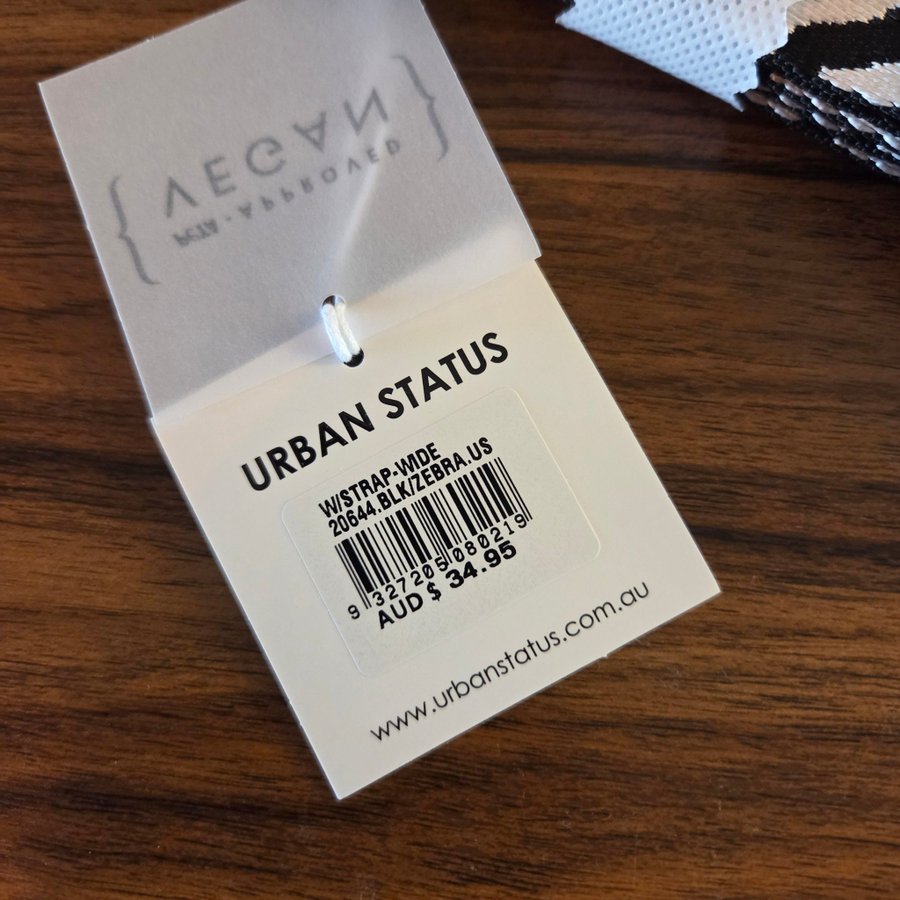 { VEGAN
PETA - APPROVED }
URBAN STATUS
W/STRAP-WIDE
20644.BLK/ZEBRA.US
9 327205 080219
AUD $ 34.95
www.urbanstatus.com.au